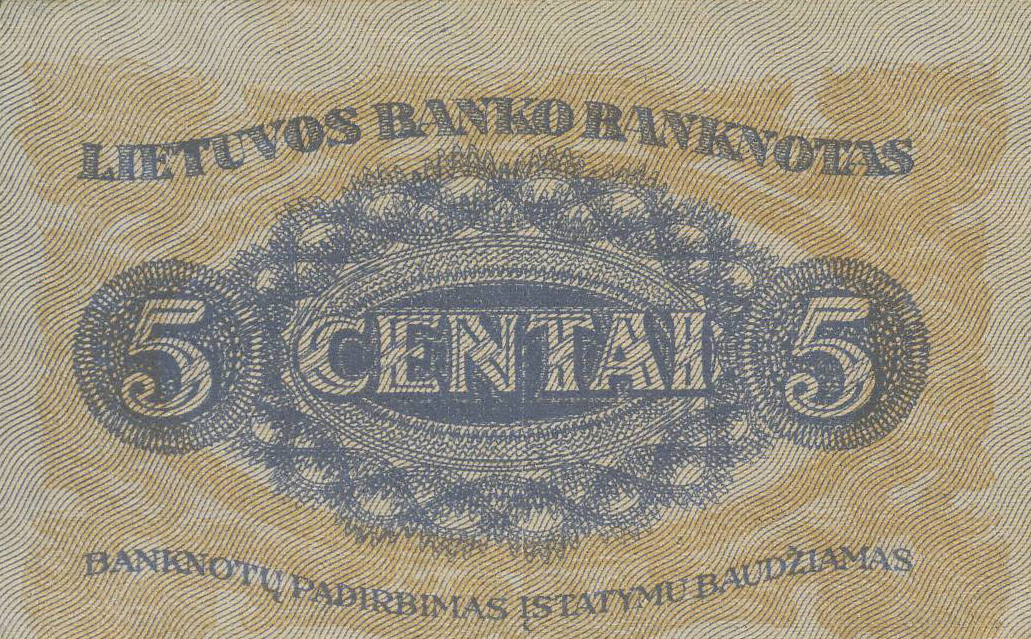 LIETUVOS BANKO BANKNOTAS
5 CENTAI 5
BANKNOTŲ PADIRBIMAS ĮSTATYMU BAUDŽIAMAS